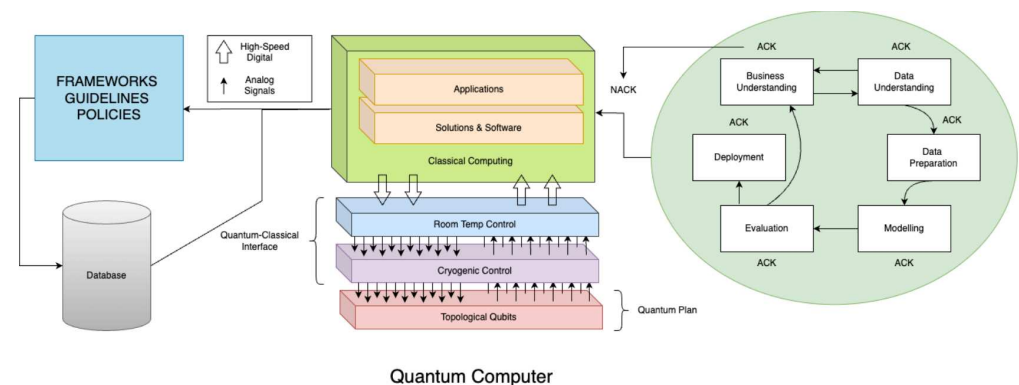 FRAMEWORKS
GUIDELINES
POLICIES
High-Speed
Digital
Analog
Signals
Database
Applications
Solutions & Software
Classical Computing
Quantum-Classical
Interface
Room Temp Control
Cryogenic Control
Topological Qubits
Quantum Plan
NACK
ACK
ACK
Business
Understanding
Data
Understanding
ACK
ACK
Deployment
Data
Preparation
Evaluation
Modelling
ACK
ACK
Quantum Computer